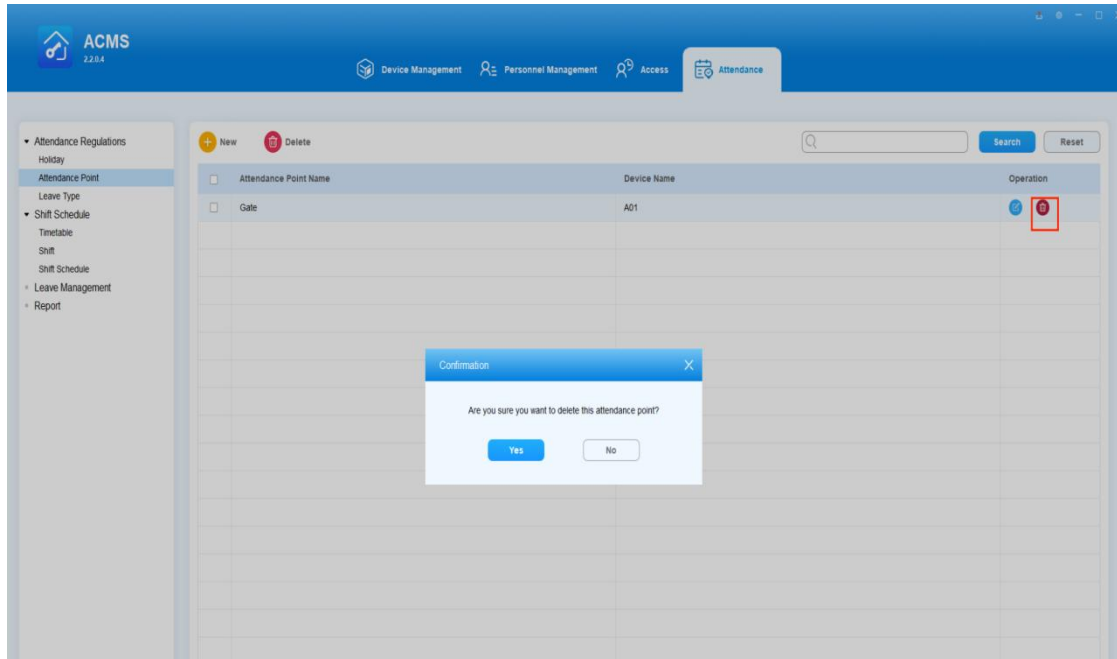 ACMS
2.2.0.4
Device Management Personnel Management Access Attendance
Attendance Regulations
Holiday
Attendance Point
Leave Type
Shift Schedule
Timetable
Shift
Shift Schedule
Leave Management
Report
New Delete Search Reset
Attendance Point Name Device Name Operation
Gate A01
Confirmation
Are you sure you want to delete this attendance point?
Yes No